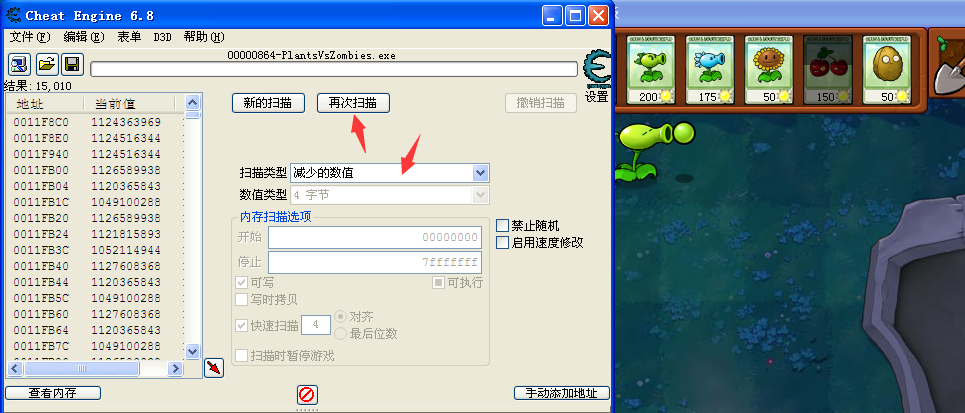 Cheat Engine 6.8
文件(F) 编辑(E) 表单 D3D 帮助(H)
00000864-PlantsVsZombies.exe
结果: 15,010
设置
地址 当前值
0011F8C0 1124363969
0011F8E0 1124516344
0011F940 1124516344
0011FB00 1126589938
0011FB04 1120365843
0011FB1C 1049100288
0011FB20 1126589938
0011FB24 1121815893
0011FB3C 1052114944
0011FB40 1127608368
0011FB44 1120365843
0011FB5C 1049100288
0011FB60 1127608368
0011FB64 1120365843
0011FB7C 1049100288
新的扫描 再次扫描 撤销扫描
扫描类型 减少的数值
数值类型 4 字节
内存扫描选项
开始 00000000
停止 7fffffff
可写 可执行
写时拷贝
快速扫描 4 对齐
最后位数
扫描时暂停游戏
禁止随机
启用速度修改
查看内存 手动添加地址
200 175 50 150 50